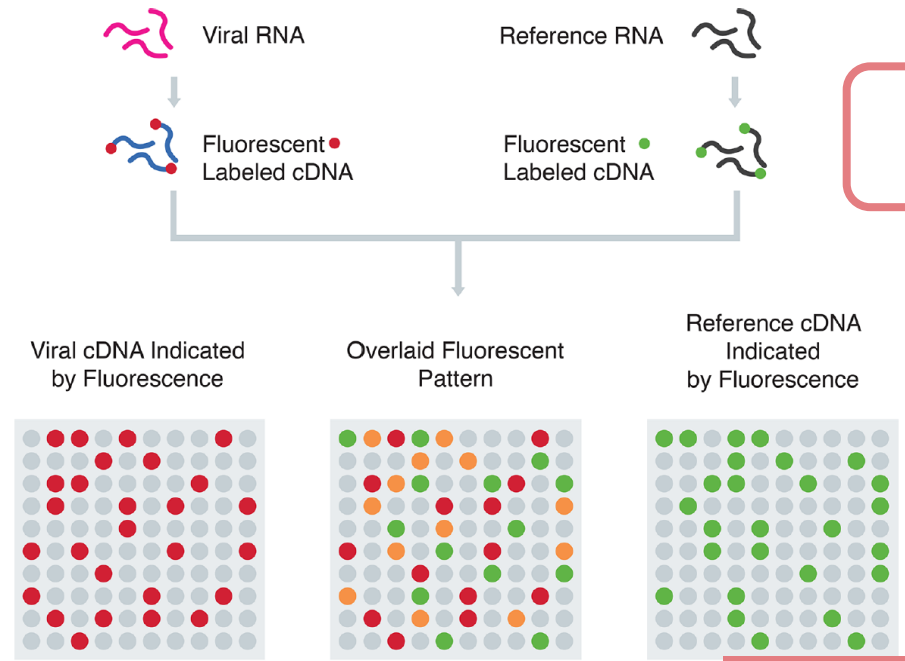 Viral RNA
Reference RNA
Fluorescent
Labeled cDNA
Fluorescent
Labeled cDNA
Viral cDNA Indicated
by Fluorescence
Overlaid Fluorescent
Pattern
Reference cDNA
Indicated
by Fluorescence